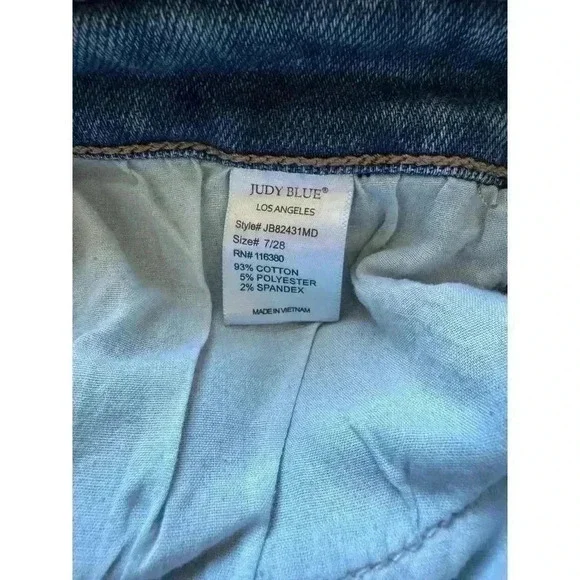 JUDY BLUE®
LOS ANGELES
Style# JB82431MD
Size# 7/28
RN# 116380
93% COTTON
5% POLYESTER
2% SPANDEX
MADE IN VIETNAM